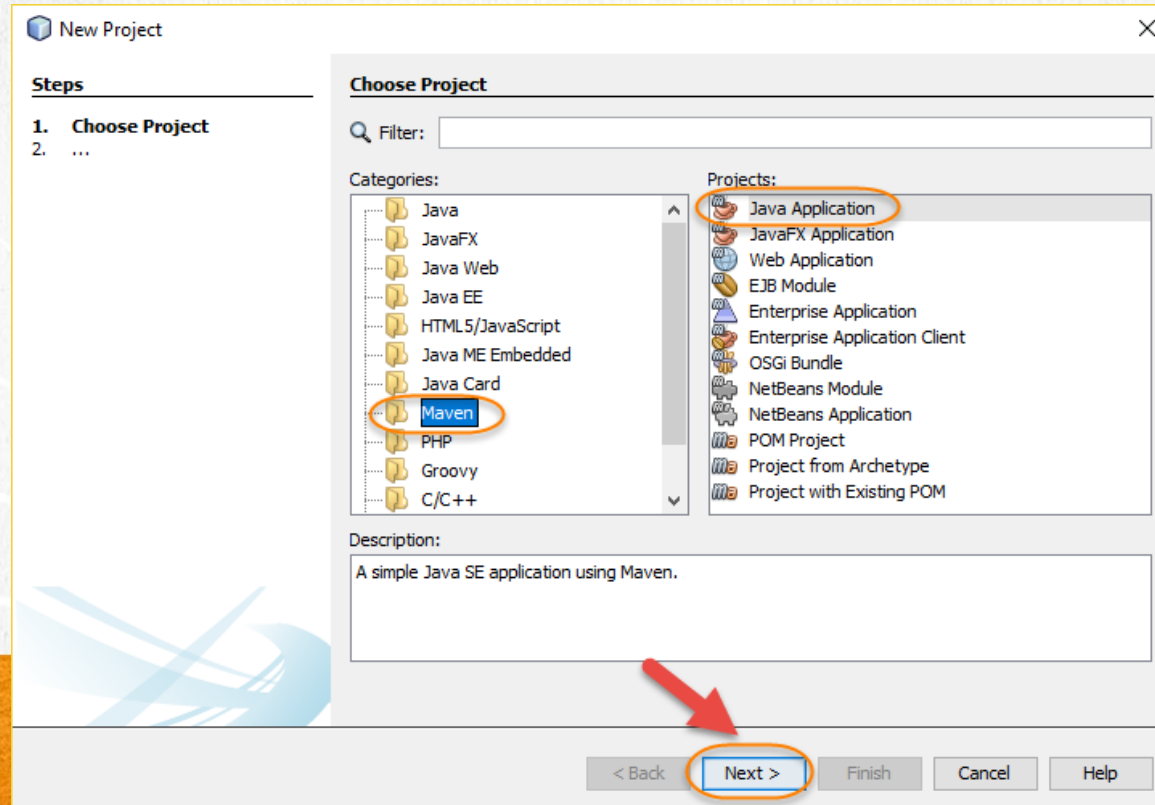 New Project
Steps
1. Choose Project
2. ...
Choose Project
Filter:
Categories:
Java
JavaFX
Java Web
Java EE
HTML5/JavaScript
Java ME Embedded
Java Card
Maven
PHP
Groovy
C/C++
Projects:
Java Application
JavaFX Application
Web Application
EJB Module
Enterprise Application
Enterprise Application Client
OSGi Bundle
NetBeans Module
NetBeans Application
POM Project
Project from Archetype
Project with Existing POM
Description:
A simple Java SE application using Maven.
< Back Next > Finish Cancel Help